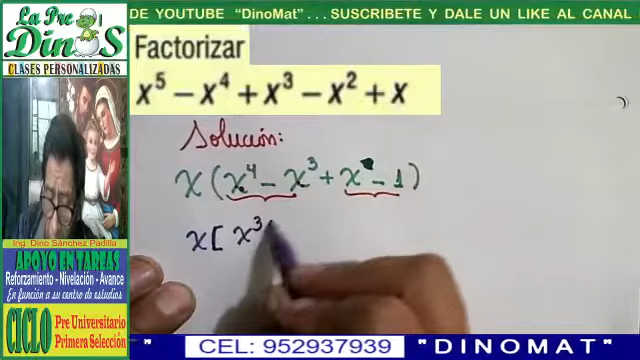 DE YOUTUBE "DinoMat" . . . SUSCRIBETE Y DALE UN LIKE AL CANAL
La Pre
DinoS
CLASES PERSONALIZADAS
Factorizar
x⁵ − x⁴ + x³ − x² + x
Solución:
x (x⁴ − x³ + x − 1)
x [ x³
Ing. Dino Sánchez Padilla
APOYO EN TAREAS
Reforzamiento - Nivelación - Avance
En función a su centro de estudios
CICLO Pre Universitario
Primera Selección
" CEL: 952937939 "DINOMAT"